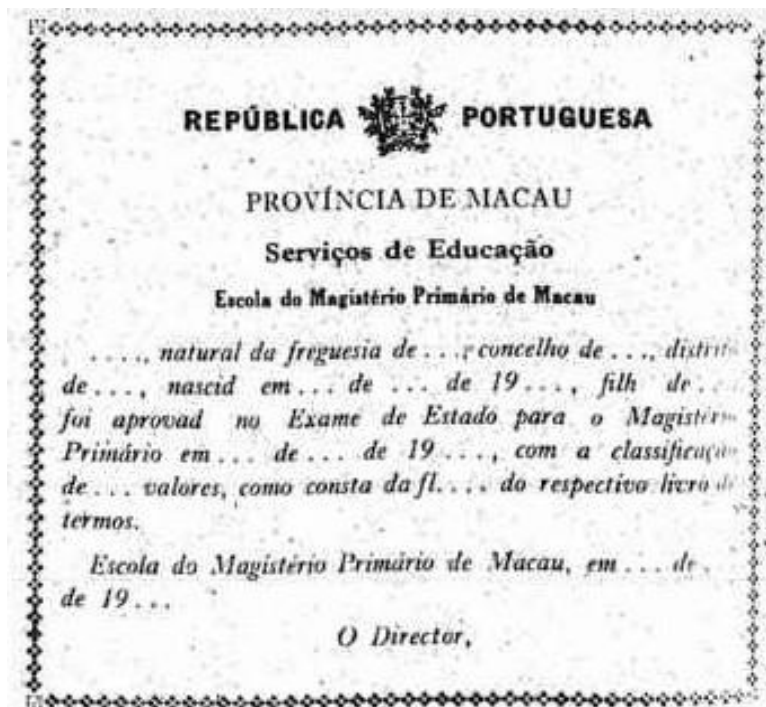 REPÚBLICA PORTUGUESA
PROVÍNCIA DE MACAU
Serviços de Educação
Escola do Magistério Primário de Macau
...., natural da freguesia de ..., concelho de ..., distrito
de ...., nascid em ... de ... de 19 ...., filh de ...
foi aprovad no Exame de Estado para o Magistério
Primário em ... de ... de 19 ...., com a classificação
de ... valores, como consta da fl. ... do respectivo livro de
termos.
Escola do Magistério Primário de Macau, em ... de .
de 19 ...
O Director,